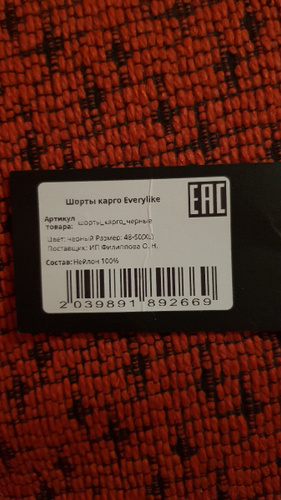 Шорты карго Everylike
EAC
Артикул
товара: шорты_карго_черные
Цвет: черный Размер: 48-50(XL)
Поставщик: ИП Филиппова О. Н.
Состав: Нейлон 100%
2 039891 892669